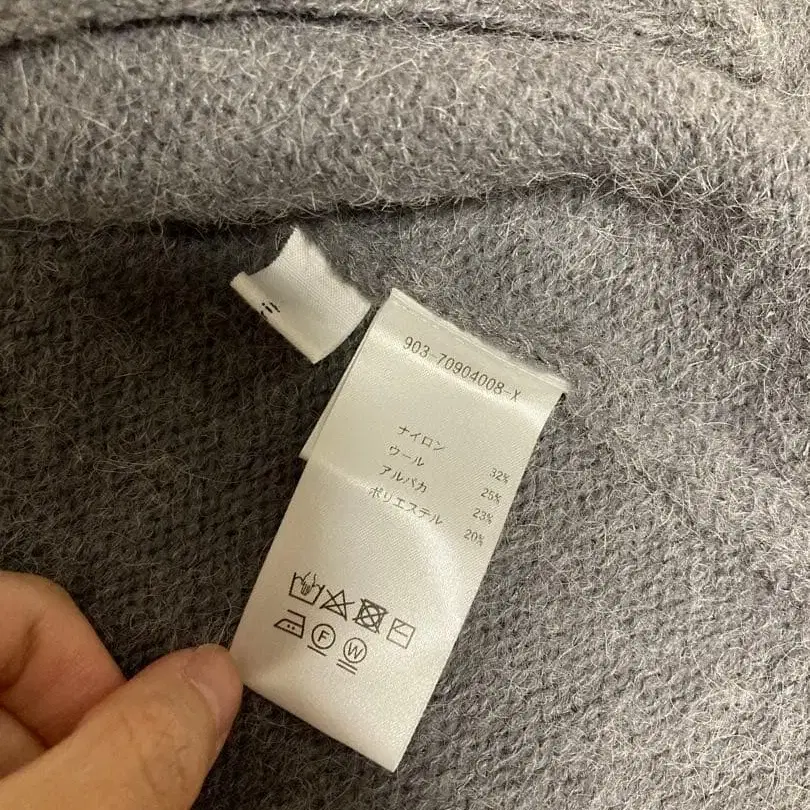 903-70904008-X
ナイロン 32%
ウール 25%
アルパカ 23%
ポリエステル 20%
F W